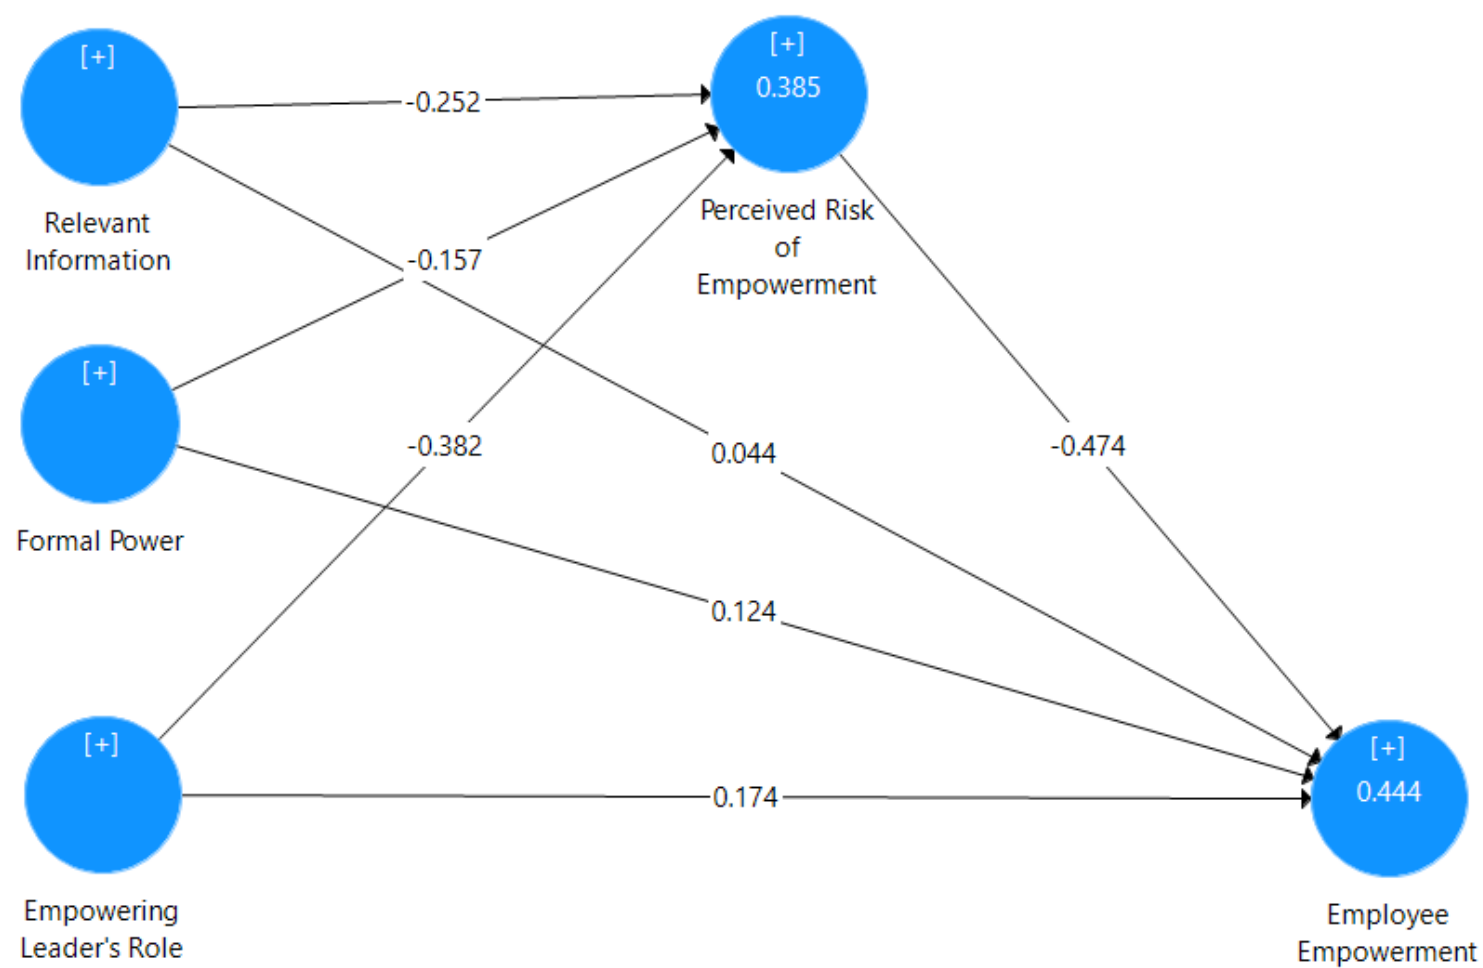 [+]
[+]
0.385
-0.252
Relevant
Information
Perceived Risk
of
Empowerment
-0.157
[+]
Formal Power
-0.382
0.044
-0.474
0.124
[+]
0.174
[+]
0.444
Empowering
Leader's Role
Employee
Empowerment